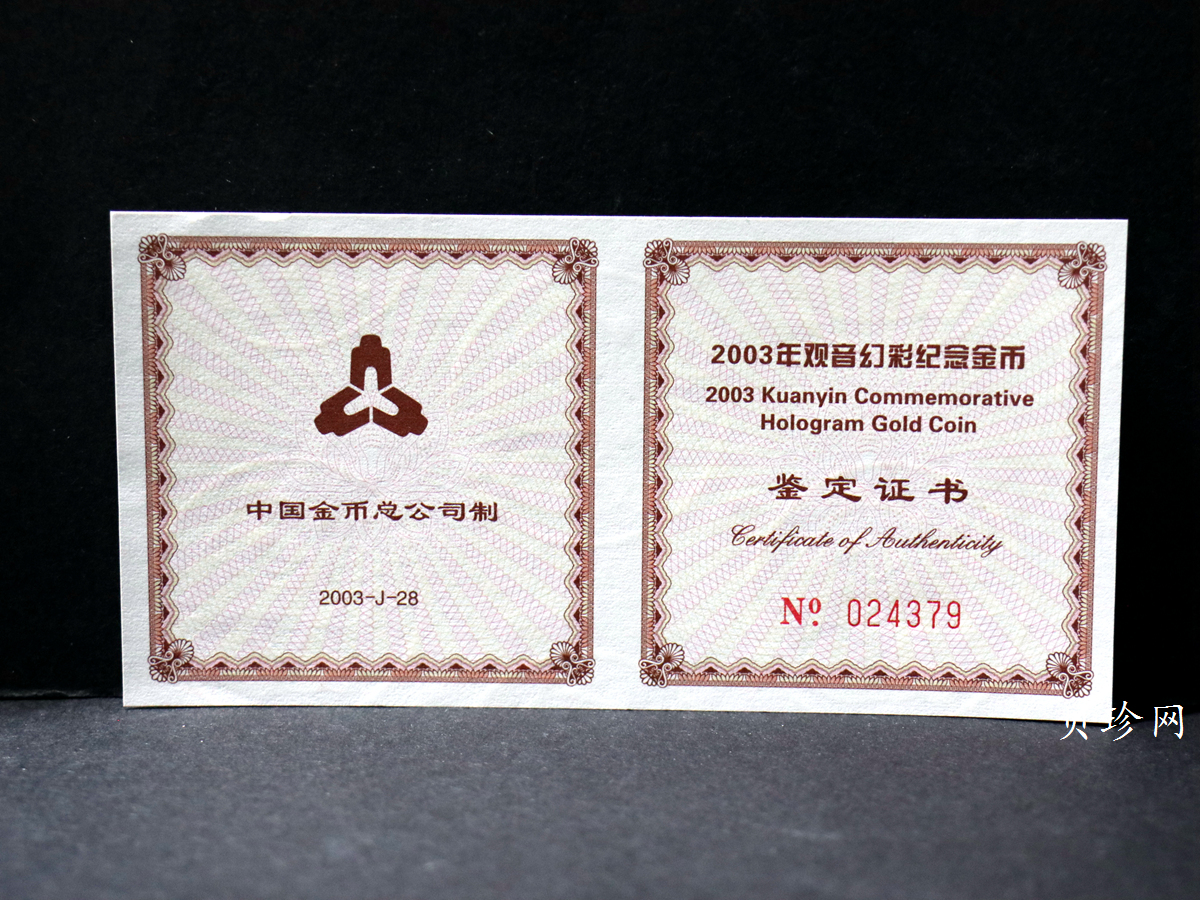 中国金币总公司制
2003-J-28
2003年观音幻彩纪念金币
2003 Kuanyin Commemorative
Hologram Gold Coin
鉴定证书
Certificate of Authenticity
Nº 024379
珍网